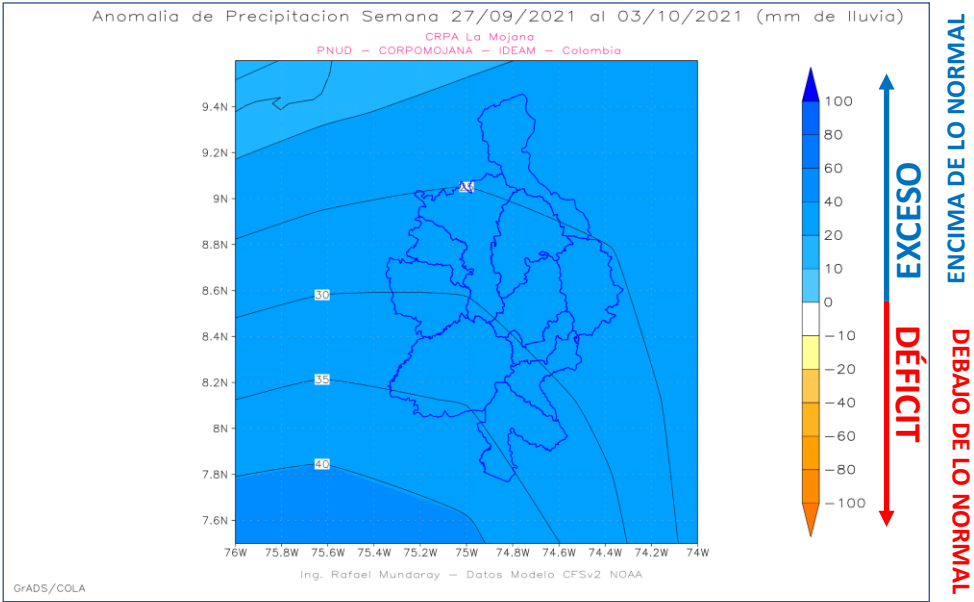 Anomalia de Precipitacion Semana 27/09/2021 al 03/10/2021 (mm de lluvia)
CRPA La Mojana
PNUD – CORPOMOJANA – IDEAM – Colombia
9.4N
9.2N
9N
8.8N
8.6N
8.4N
8.2N
8N
7.8N
7.6N
30
35
40
76W 75.8W 75.6W 75.4W 75.2W 75W 74.8W 74.6W 74.4W 74.2W 74W
100
80
60
40
20
10
0
−10
−20
−40
−60
−80
−100
EXCESO
DÉFICIT
ENCIMA DE LO NORMAL
DEBAJO DE LO NORMAL
Ing. Rafael Mundaray – Datos Modelo CFSv2 NOAA
GrADS/COLA